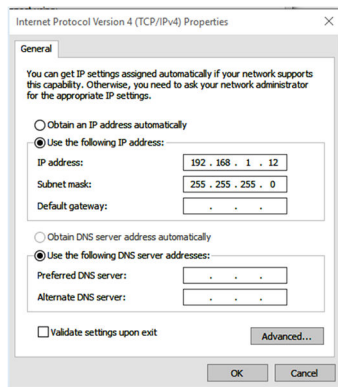 Internet Protocol Version 4 (TCP/IPv4) Properties
General
You can get IP settings assigned automatically if your network supports
this capability. Otherwise, you need to ask your network administrator
for the appropriate IP settings.
Obtain an IP address automatically
Use the following IP address:
IP address: 192 . 168 . 1 . 12
Subnet mask: 255 . 255 . 255 . 0
Default gateway: . . .
Obtain DNS server address automatically
Use the following DNS server addresses:
Preferred DNS server: . . .
Alternate DNS server: . . .
Validate settings upon exit
Advanced...
OK Cancel